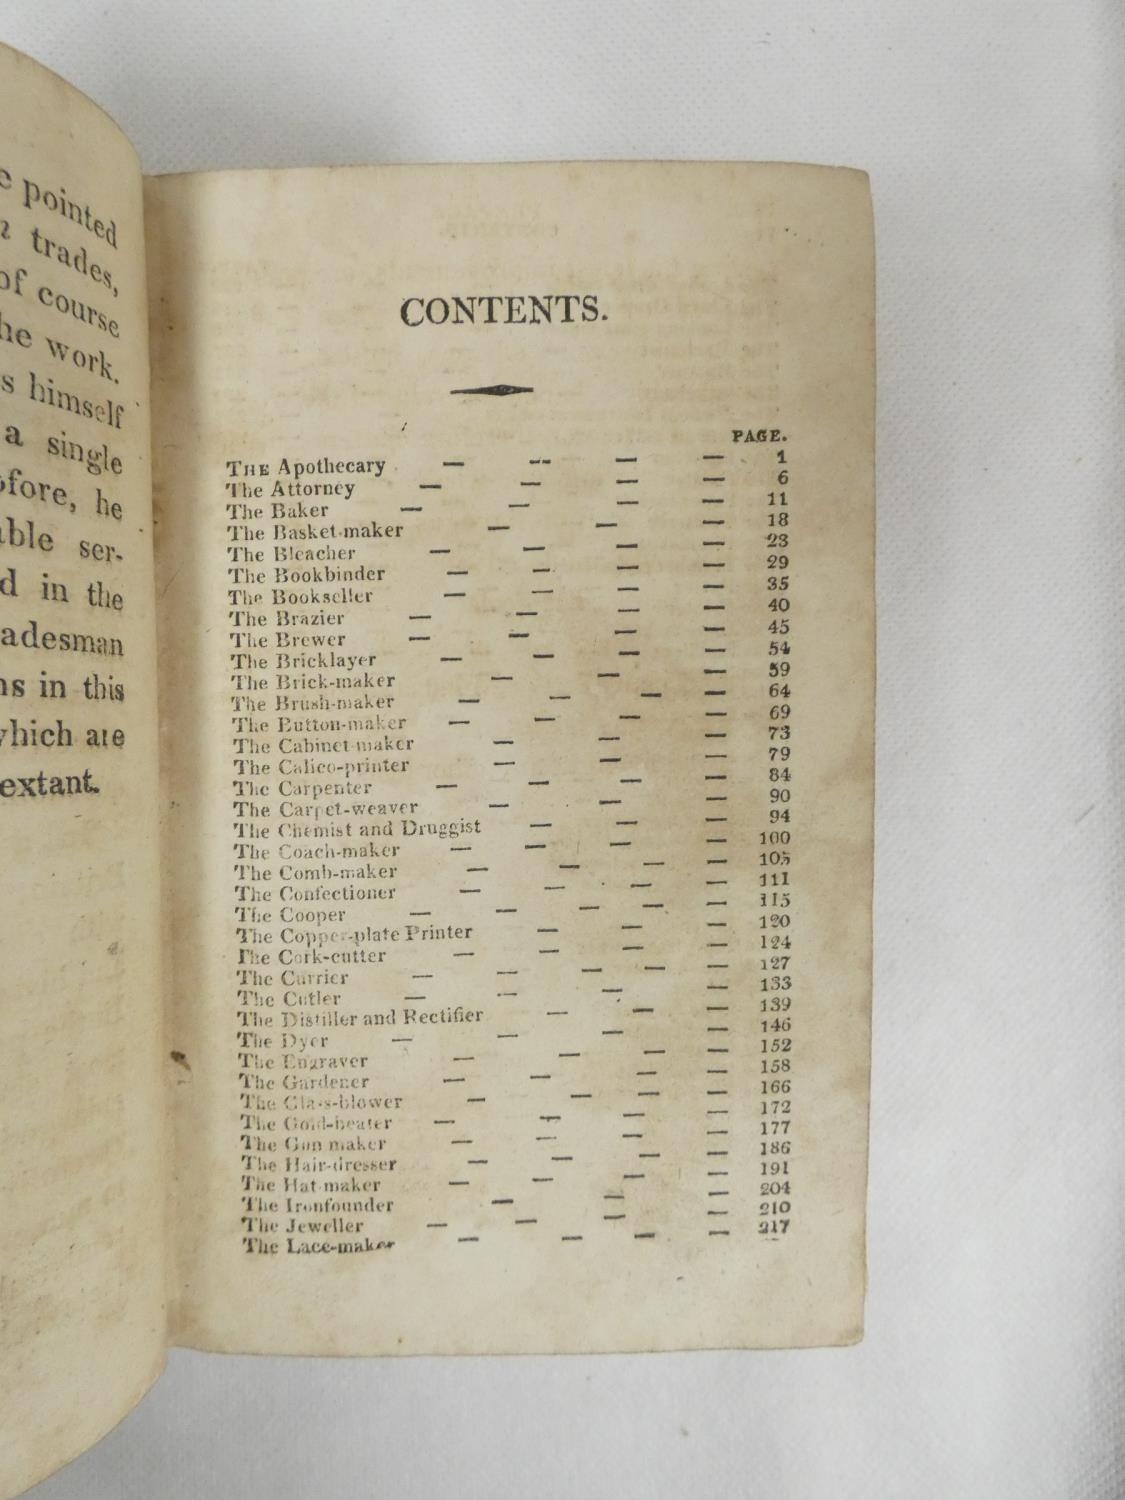 e pointed
trades,
of course
he work.
s himself
a single
ofore, he
able ser-
d in the
adesman
ns in this
which are
extant.
CONTENTS.
PAGE.
THE Apothecary — — — — 1
The Attorney — — — — 6
The Baker — — — — 11
The Basket-maker — — — 18
The Bleacher — — — — 23
The Bookbinder — — — — 29
The Bookseller — — — — 35
The Brazier — — — — 40
The Brewer — — — — 45
The Bricklayer — — — — 54
The Brick-maker — — — 59
The Brush-maker — — — — 64
The Button-maker — — — — 69
The Cabinet-maker — — — 73
The Calico-printer — — — 79
The Carpenter — — — — 84
The Carpet-weaver — — — 90
The Chemist and Druggist — — — 94
The Coach-maker — — — — 100
The Comb-maker — — — — 105
The Confectioner — — — — 111
The Cooper — — — — — 115
The Copper-plate Printer — — — 120
The Cork-cutter — — — — 124
The Currier — — — — — 127
The Cutler — — — — 133
The Distiller and Rectifier — — — 139
The Dyer — — — — 146
The Engraver — — — — 152
The Gardener — — — — 158
The Glass-blower — — — — 166
The Gold-beater — — — — 172
The Gun maker — — — — 177
The Hair-dresser — — — — 186
The Hat-maker — — — — 191
The Ironfounder — — — 204
The Jeweller — — — — 210
The Lace-maker — — — — 217